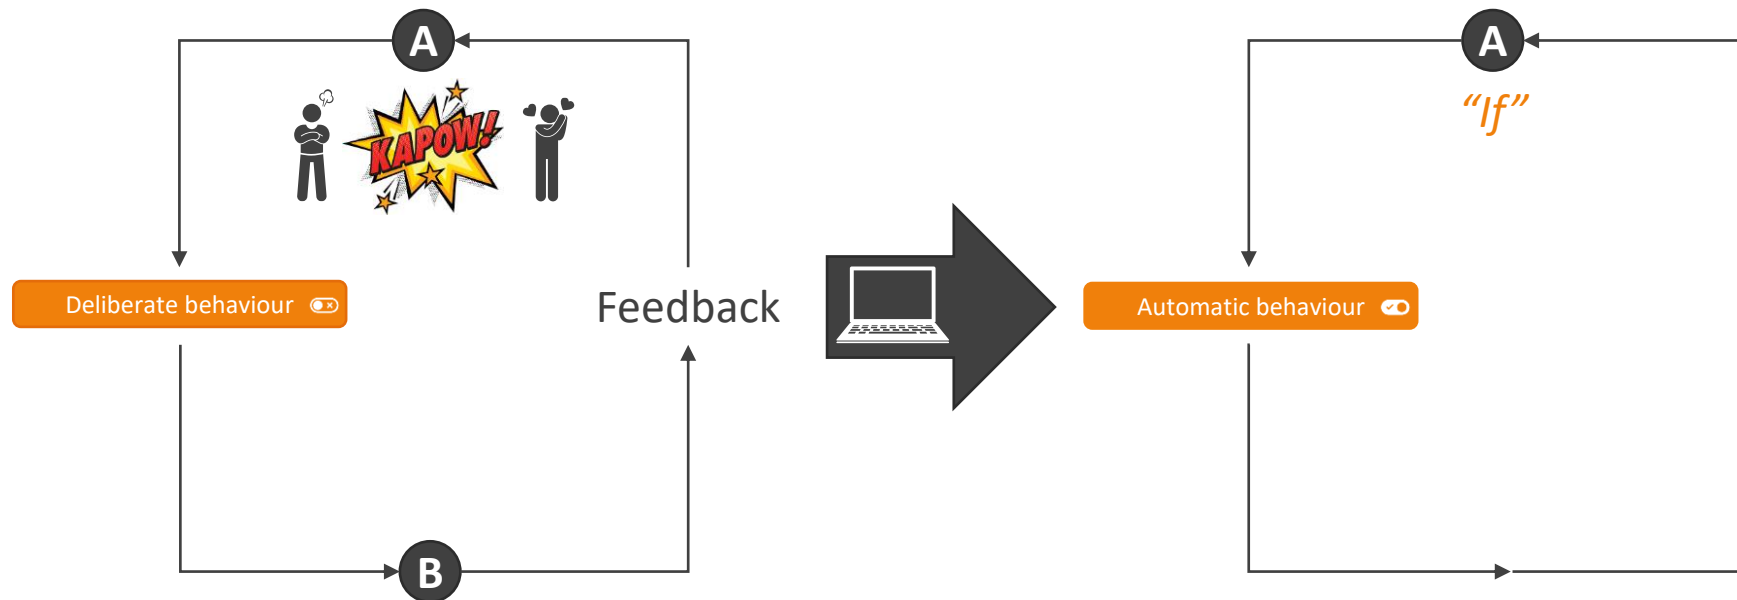 A
KAPOW!
Deliberate behaviour
Feedback
B
A
“If”
Automatic behaviour